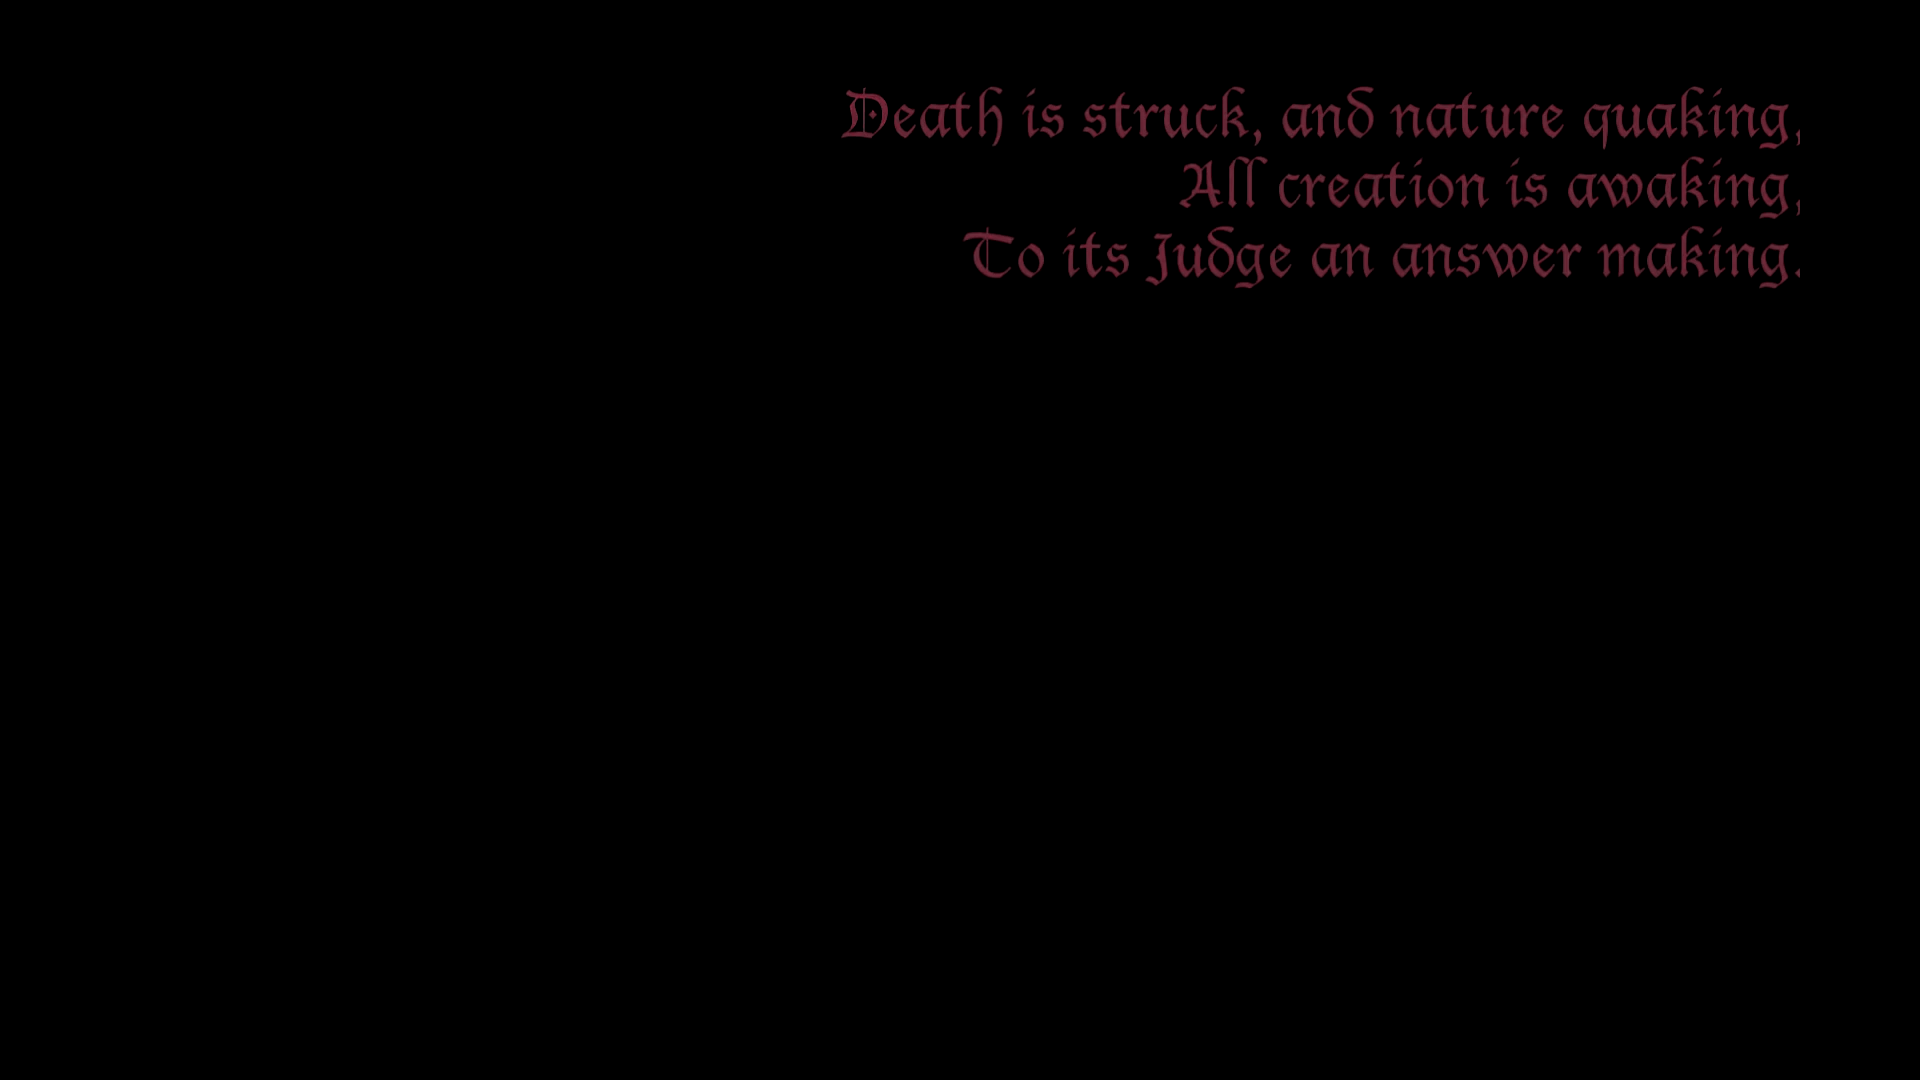 Death is struck, and nature quaking,
All creation is awaking,
To its Judge an answer making.